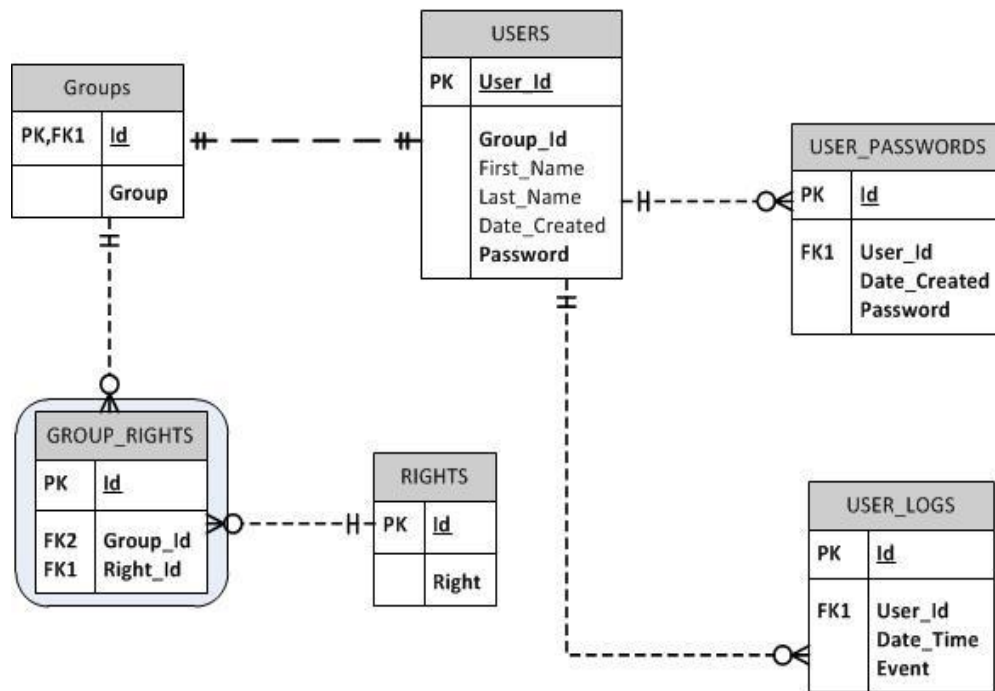 USERS
PK User_Id
Group_Id
First_Name
Last_Name
Date_Created
Password
Groups
PK,FK1 Id
Group
USER_PASSWORDS
PK Id
FK1 User_Id
Date_Created
Password
GROUP_RIGHTS
PK Id
FK2 Group_Id
FK1 Right_Id
RIGHTS
PK Id
Right
USER_LOGS
PK Id
FK1 User_Id
Date_Time
Event